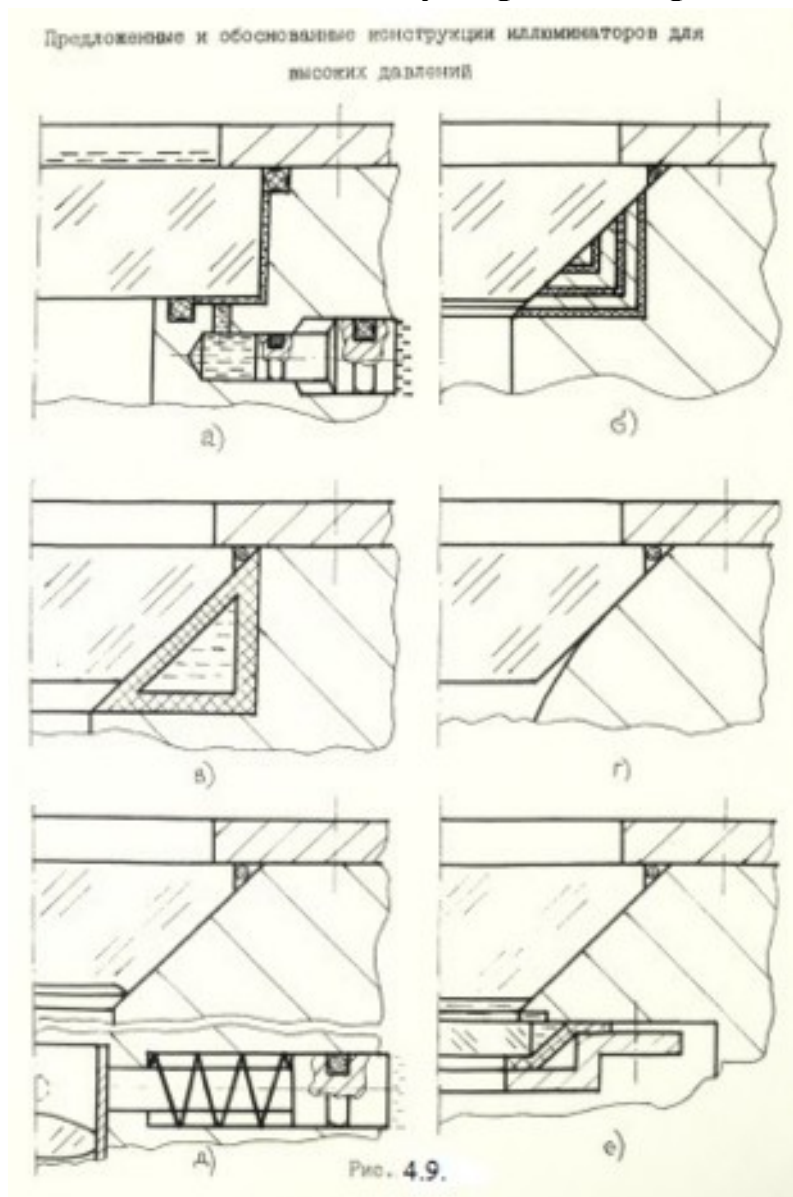 Предложенные и обоснованные конструкции иллюминаторов для
высоких давлений
а)
б)
в)
г)
д)
е)
Рис. 4.9.